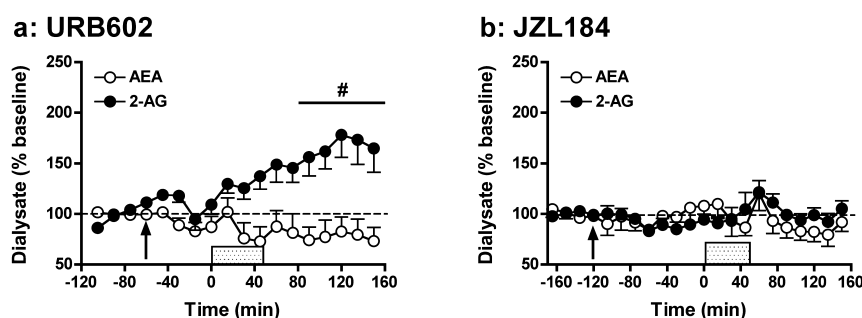 a: URB602
250
200
150
100
50
Dialysate (% baseline)
AEA
2-AG
#
-120 -80 -40 0 40 80 120 160
Time (min)
b: JZL184
250
200
150
100
50
Dialysate (% baseline)
AEA
2-AG
-160 -120 -80 -40 0 40 80 120 160
Time (min)